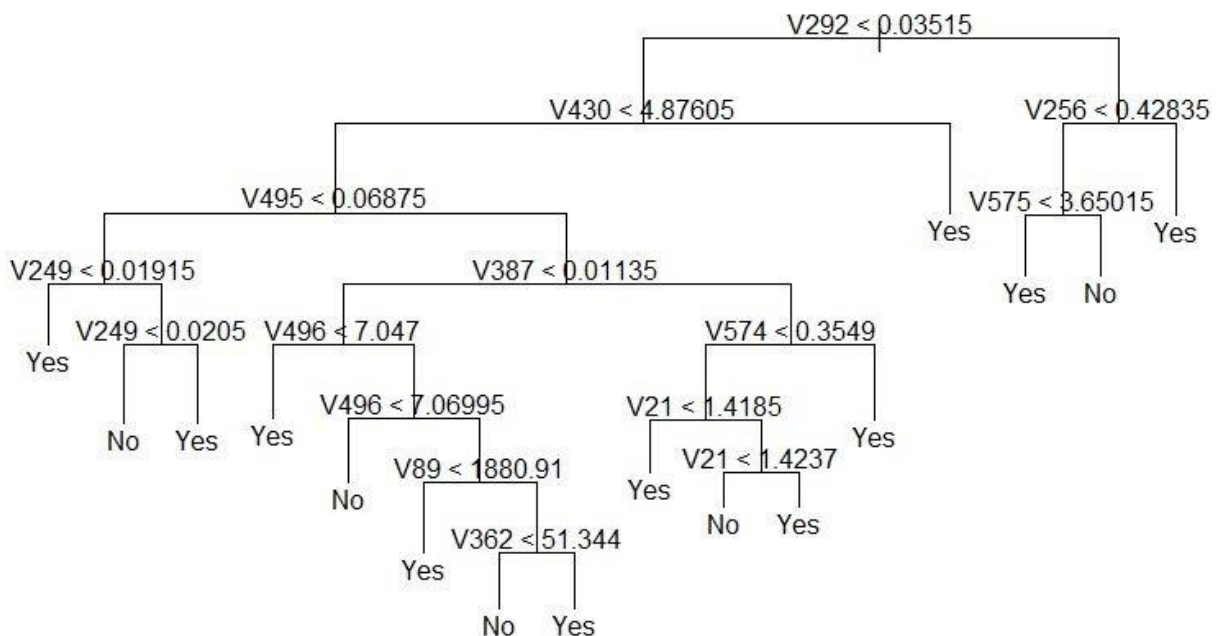 V292 < 0.03515
V430 < 4.87605
V256 < 0.42835
V495 < 0.06875
V575 < 3.65015
Yes
Yes
V249 < 0.01915
V387 < 0.01135
Yes
No
V249 < 0.0205
V496 < 7.047
V574 < 0.3549
Yes
V496 < 7.06995
V21 < 1.4185
No
Yes
Yes
Yes
V89 < 1880.91
V21 < 1.4237
No
Yes
No
Yes
V362 < 51.344
Yes
No
Yes